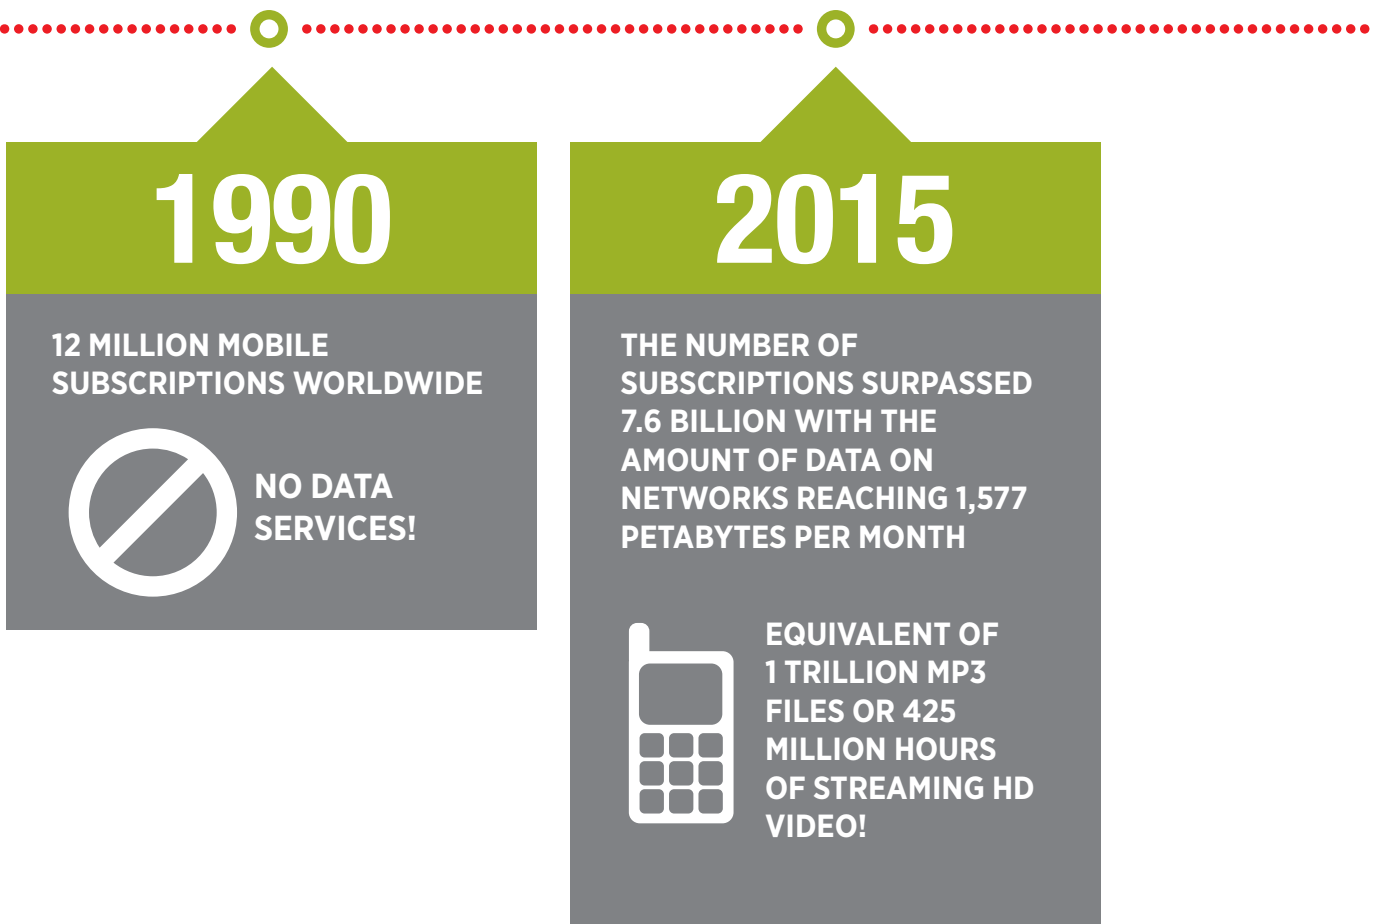 1990
12 MILLION MOBILE
SUBSCRIPTIONS WORLDWIDE
NO DATA
SERVICES!
2015
THE NUMBER OF
SUBSCRIPTIONS SURPASSED
7.6 BILLION WITH THE
AMOUNT OF DATA ON
NETWORKS REACHING 1,577
PETABYTES PER MONTH
EQUIVALENT OF
1 TRILLION MP3
FILES OR 425
MILLION HOURS
OF STREAMING HD
VIDEO!